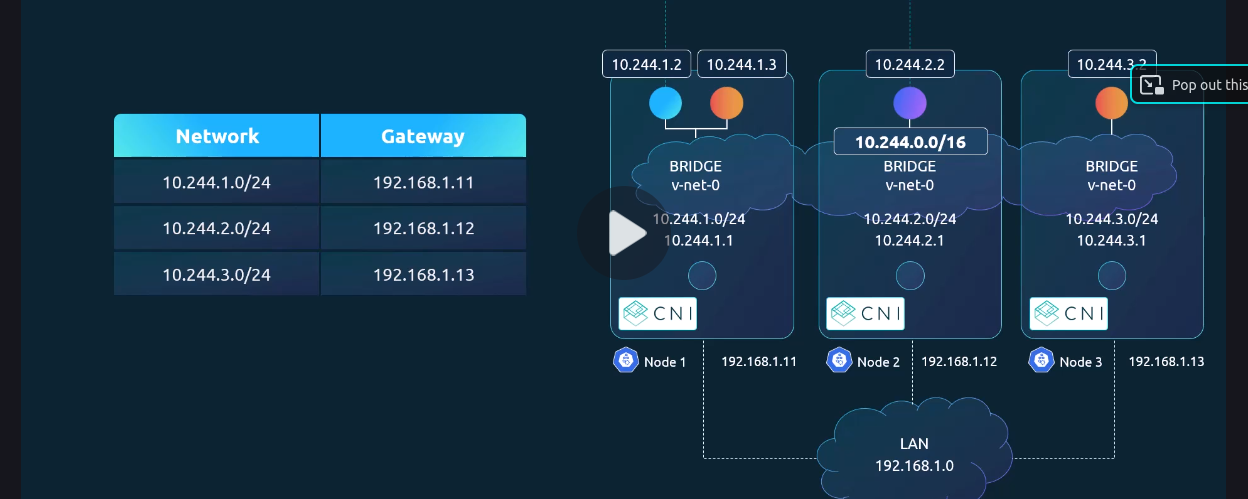 Network Gateway
10.244.1.0/24 192.168.1.11
10.244.2.0/24 192.168.1.12
10.244.3.0/24 192.168.1.13
10.244.1.2 10.244.1.3 10.244.2.2 10.244.3.2
Pop out this
10.244.0.0/16
BRIDGE BRIDGE BRIDGE
v-net-0 v-net-0 v-net-0
10.244.1.0/24 10.244.2.0/24 10.244.3.0/24
10.244.1.1 10.244.2.1 10.244.3.1
CNI CNI CNI
Node 1 192.168.1.11 Node 2 192.168.1.12 Node 3 192.168.1.13
LAN
192.168.1.0